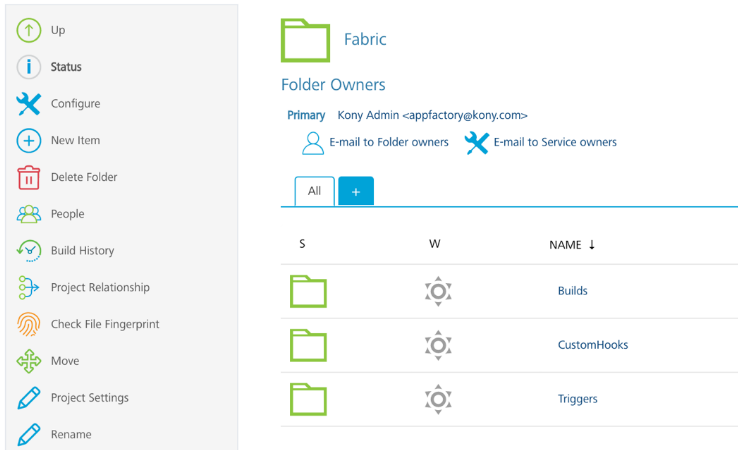 Up
Status
Configure
New Item
Delete Folder
People
Build History
Project Relationship
Check File Fingerprint
Move
Project Settings
Rename
Fabric
Folder Owners
Primary Kony Admin <appfactory@kony.com>
E-mail to Folder owners E-mail to Service owners
All +
S W NAME ↓
Builds
CustomHooks
Triggers